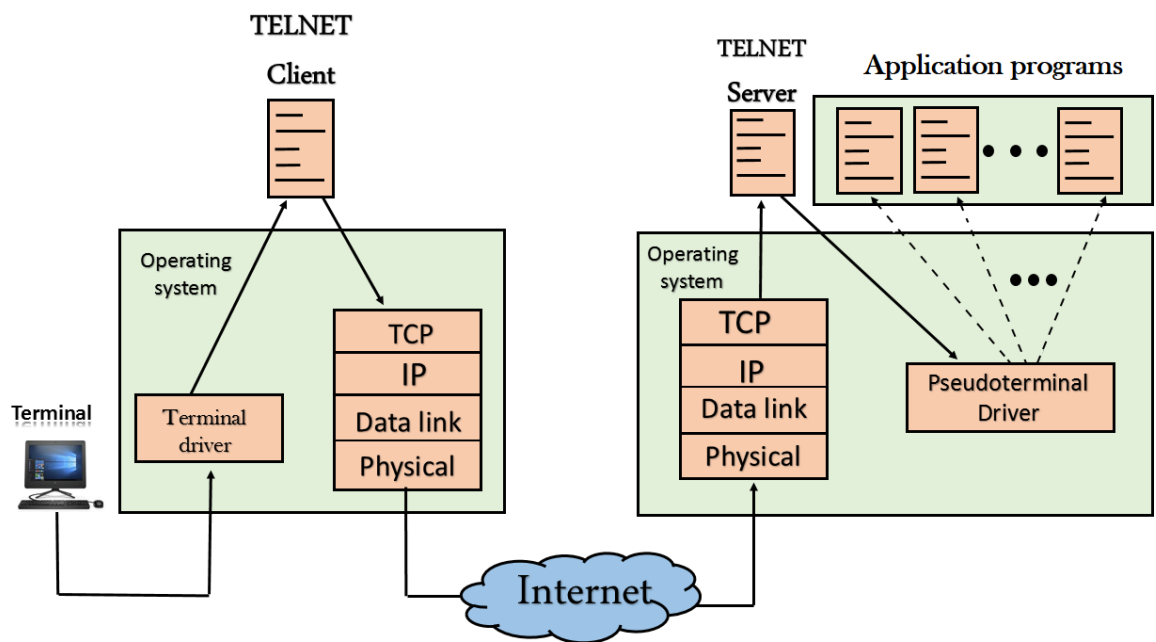 TELNET
Client
Operating
system
TCP
IP
Data link
Physical
Terminal
driver
Terminal
Internet
TELNET
Server
Application programs
Operating
system
TCP
IP
Data link
Physical
Pseudoterminal
Driver